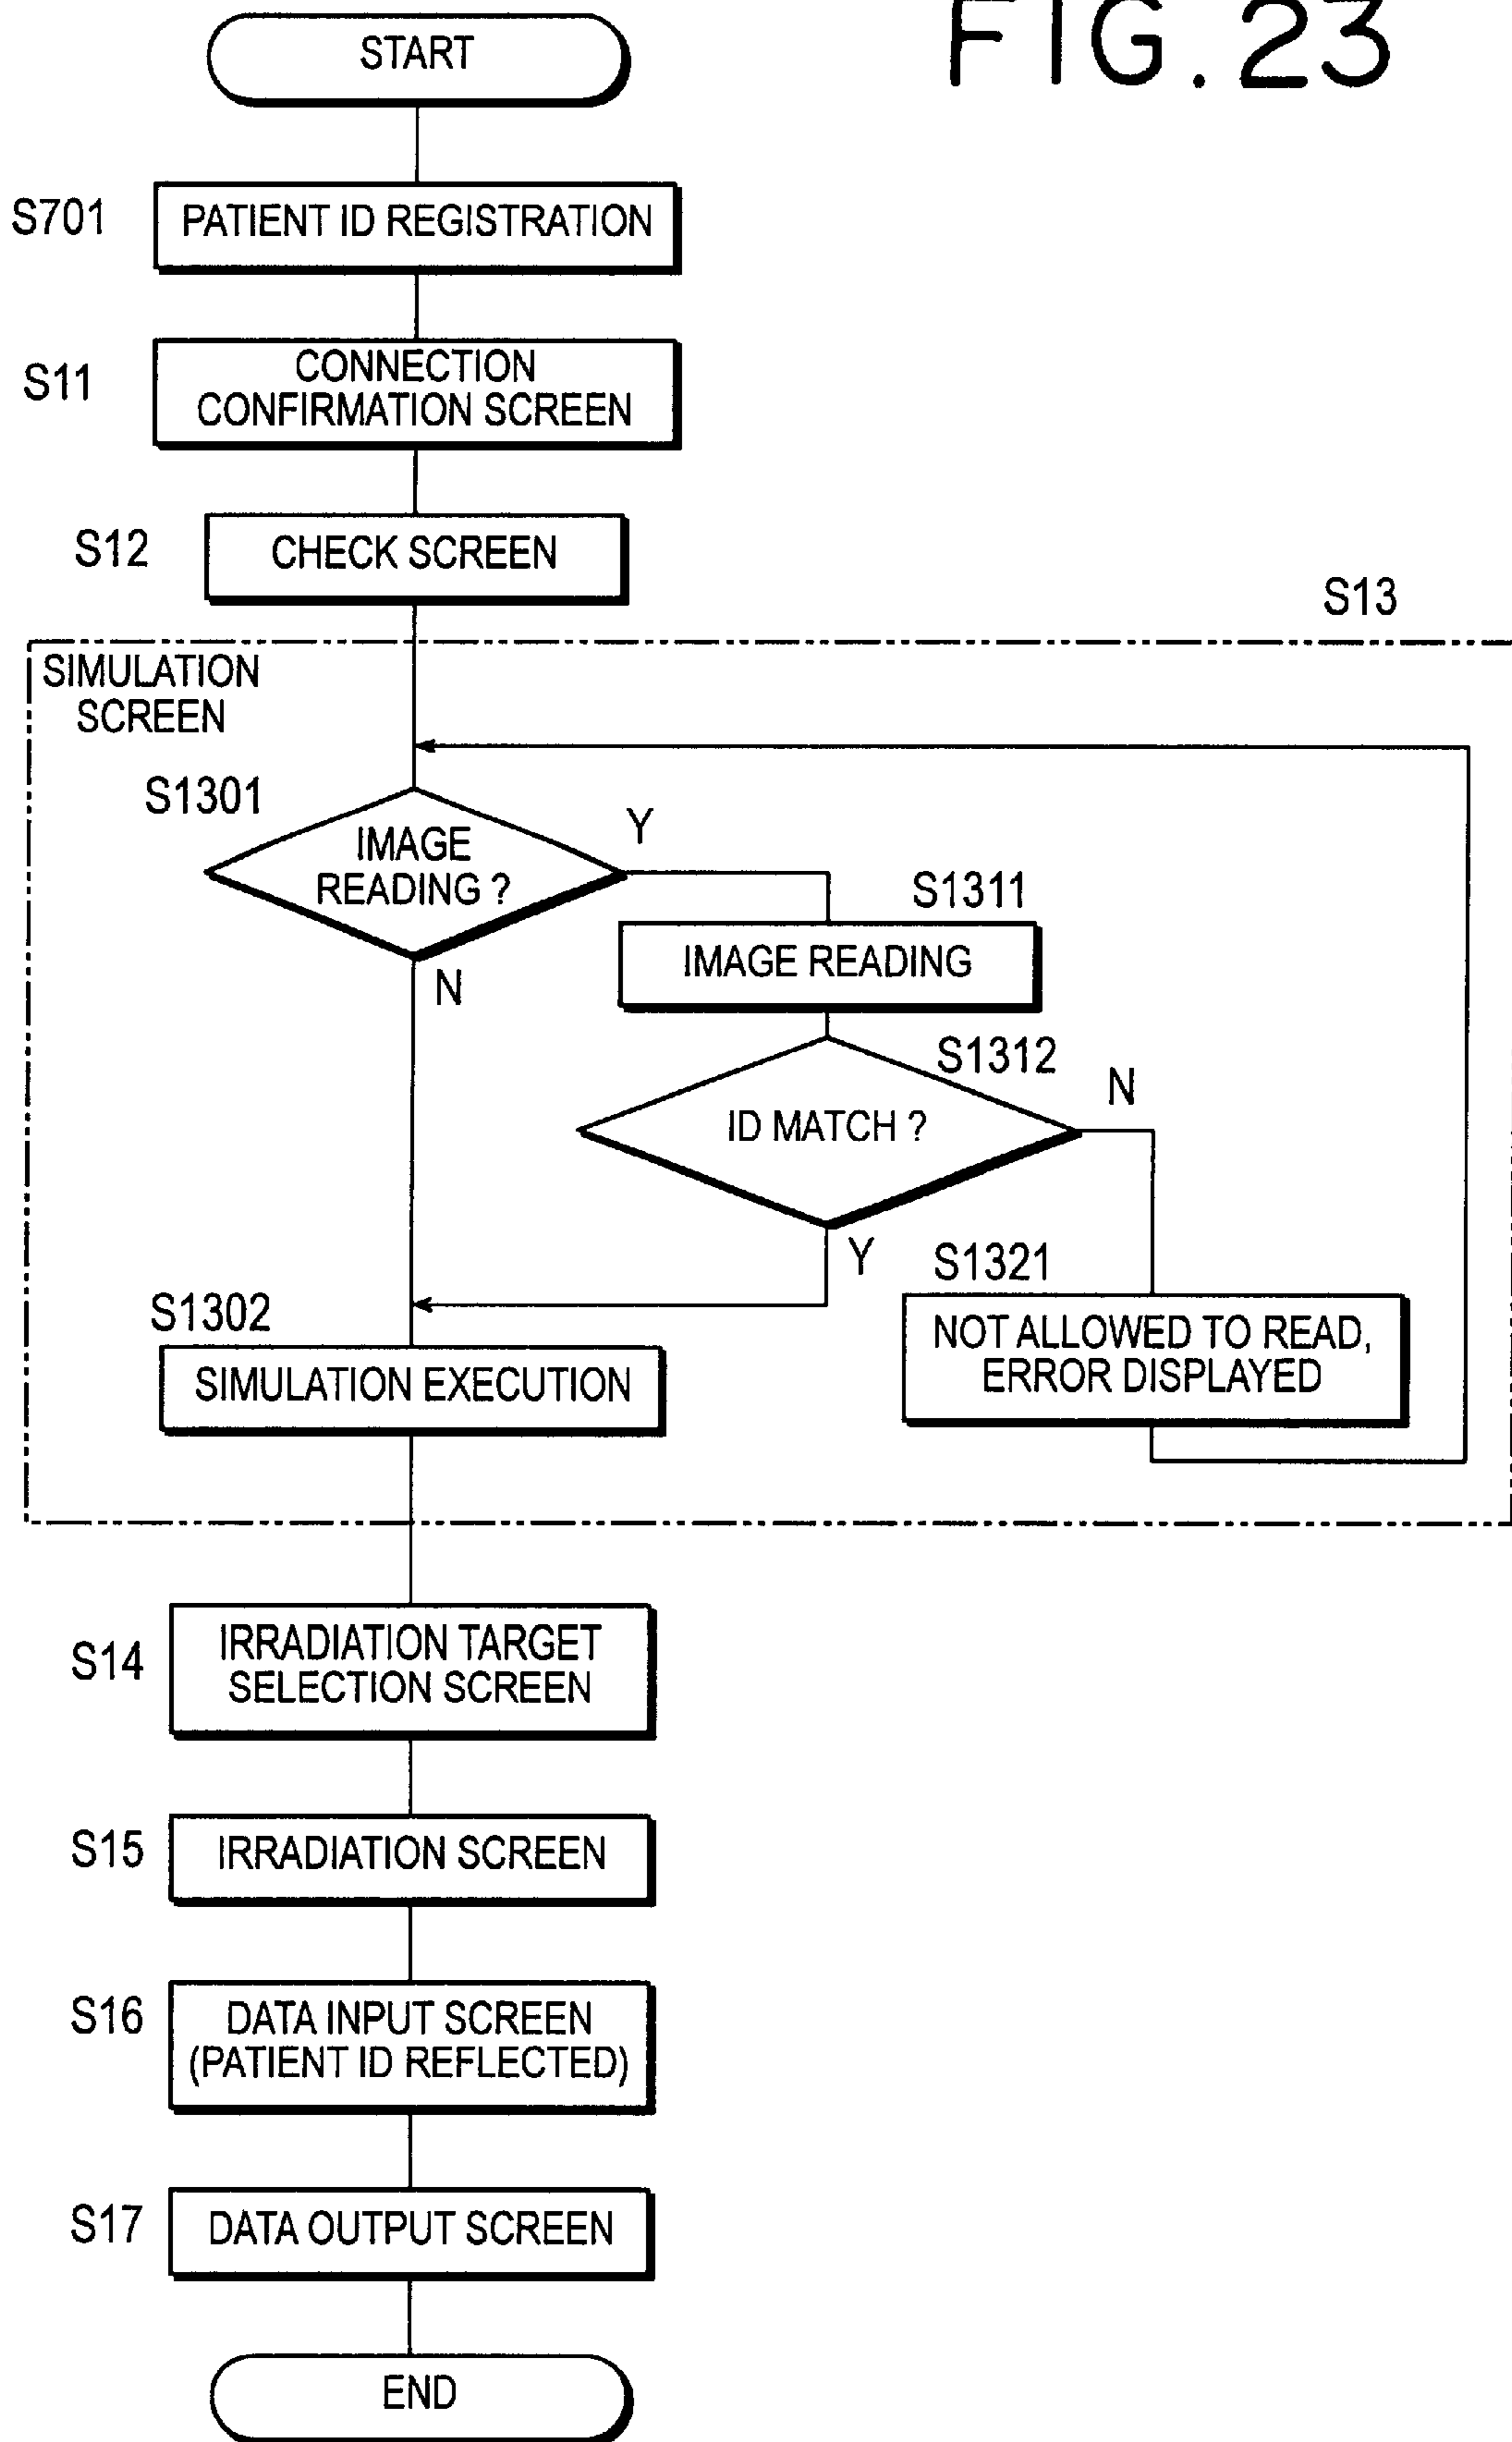 FIG. 23
START
S701
PATIENT ID REGISTRATION
S11
CONNECTION
CONFIRMATION SCREEN
S12
CHECK SCREEN
S13
SIMULATION
SCREEN
S1301
IMAGE
READING ?
Y
N
S1311
IMAGE READING
S1312
ID MATCH ?
N
Y
S1321
NOT ALLOWED TO READ,
ERROR DISPLAYED
S1302
SIMULATION EXECUTION
S14
IRRADIATION TARGET
SELECTION SCREEN
S15
IRRADIATION SCREEN
S16
DATA INPUT SCREEN
(PATIENT ID REFLECTED)
S17
DATA OUTPUT SCREEN
END